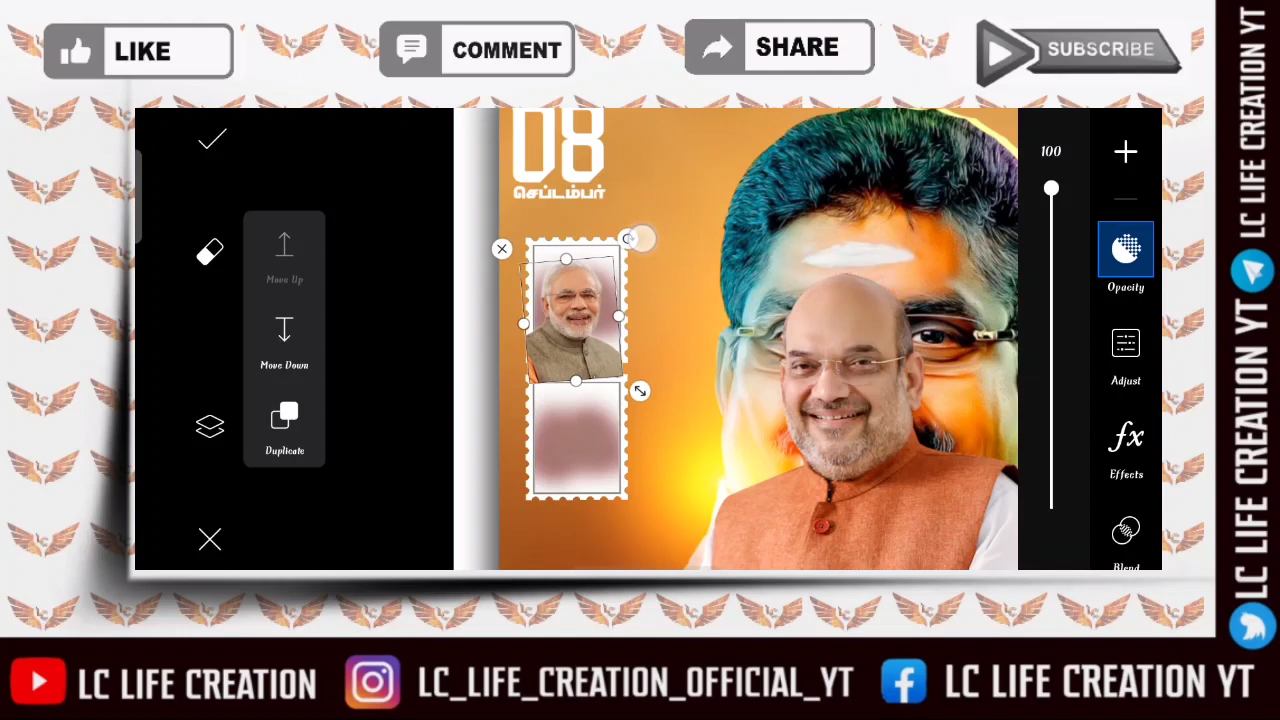 LIKE
COMMENT
SHARE
SUBSCRIBE
08
செப்டம்பர்
Move Up
Move Down
Duplicate
100
Opacity
Adjust
fx
Effects
Blend
LC LIFE CREATION YT
LC LIFE CREATION YT
LC LIFE CREATION
LC_LIFE_CREATION_OFFICIAL_YT
LC LIFE CREATION YT